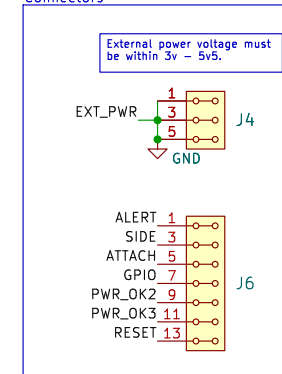 Connectors
External power voltage must
be within 3v – 5v5.
1
EXT_PWR 3 J4
5
GND
ALERT 1
SIDE 3
ATTACH 5
GPIO 7 J6
PWR_OK2 9
PWR_OK3 11
RESET 13